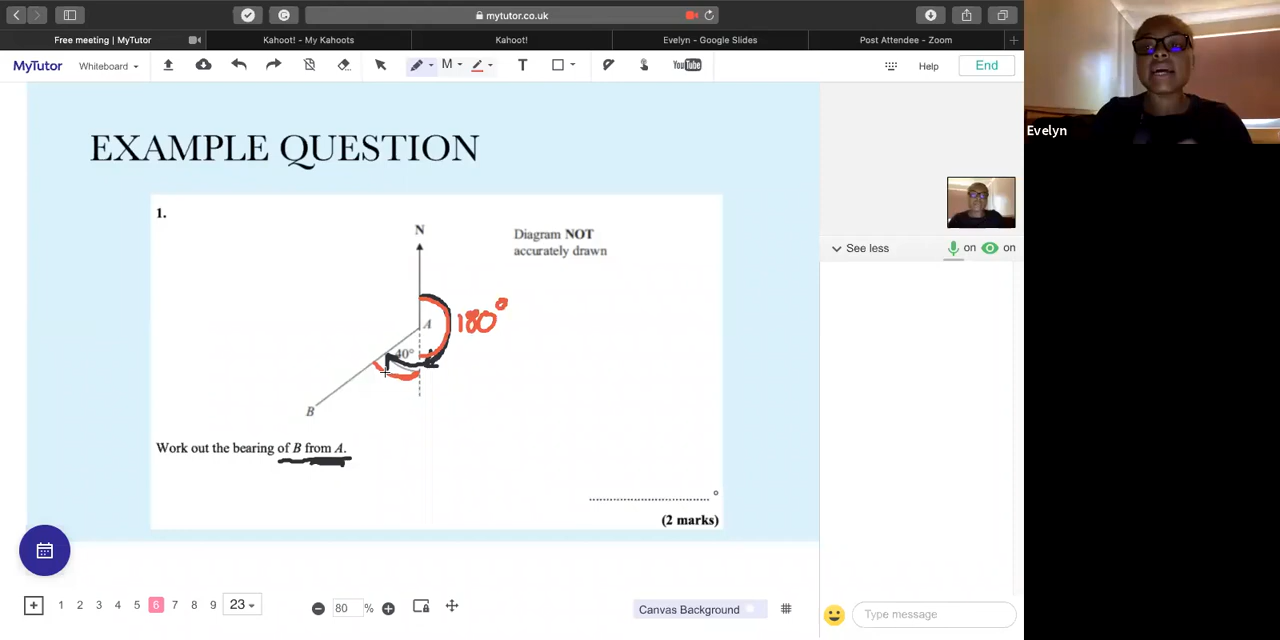 mytutor.co.uk
Free meeting | MyTutor
Kahoot! - My Kahoots
Kahoot!
Evelyn - Google Slides
Post Attendee - Zoom
MyTutor
Whiteboard
M
T
YouTube
Help
End
Evelyn
EXAMPLE QUESTION
1.
N
Diagram NOT
accurately drawn
A
180°
40°
B
Work out the bearing of B from A.
°
(2 marks)
See less
on
on
1 2 3 4 5 6 7 8 9 23
80 %
Canvas Background
Type message